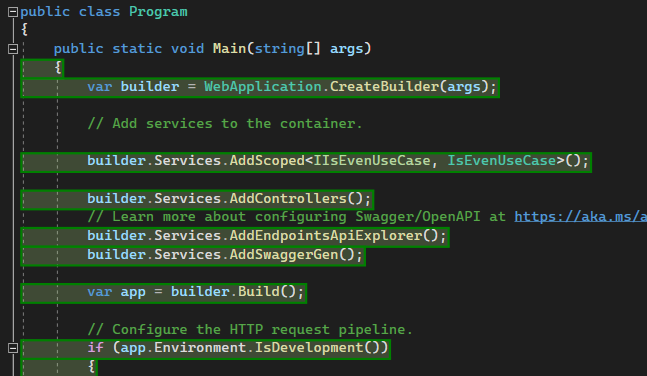 public class Program
{
public static void Main(string[] args)
{
var builder = WebApplication.CreateBuilder(args);
// Add services to the container.
builder.Services.AddScoped<IIsEvenUseCase, IsEvenUseCase>();
builder.Services.AddControllers();
// Learn more about configuring Swagger/OpenAPI at https://aka.ms/a
builder.Services.AddEndpointsApiExplorer();
builder.Services.AddSwaggerGen();
var app = builder.Build();
// Configure the HTTP request pipeline.
if (app.Environment.IsDevelopment())
{